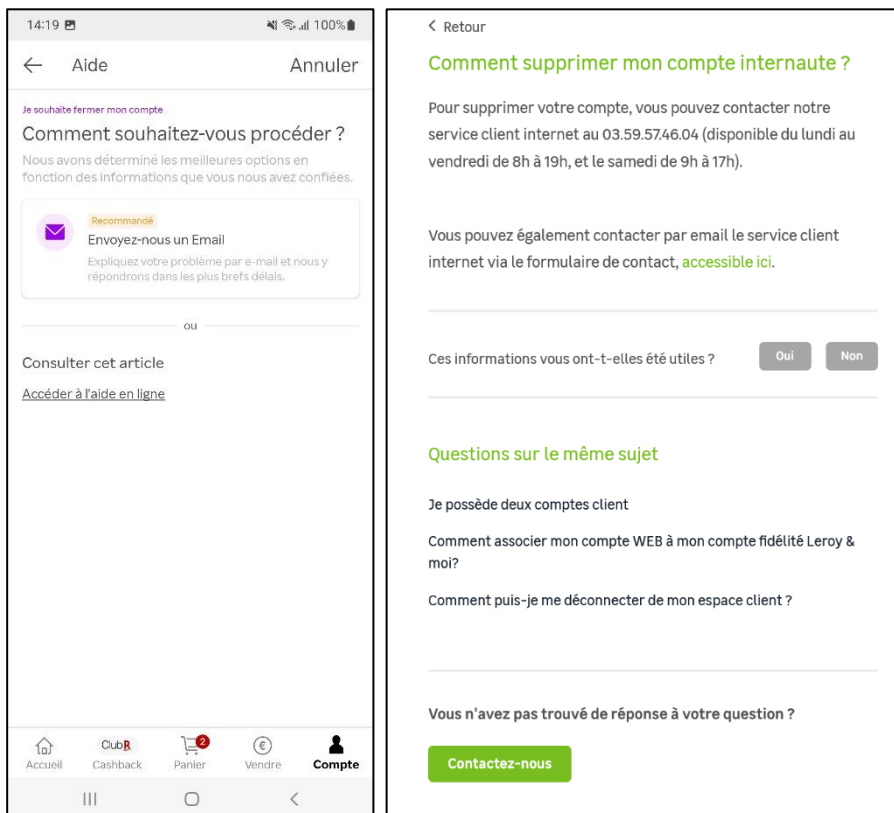 14:19
100%
Aide
Annuler
Je souhaite fermer mon compte
Comment souhaitez-vous procéder ?
Nous avons déterminé les meilleures options en
fonction des informations que vous nous avez confiées.
Recommandé
Envoyez-nous un Email
Expliquez votre problème par e-mail et nous y
répondrons dans les plus brefs délais.
ou
Consulter cet article
Accéder à l'aide en ligne
Accueil
ClubR
Cashback
2
Panier
€
Vendre
Compte
< Retour
Comment supprimer mon compte internaute ?
Pour supprimer votre compte, vous pouvez contacter notre
service client internet au 03.59.57.46.04 (disponible du lundi au
vendredi de 8h à 19h, et le samedi de 9h à 17h).
Vous pouvez également contacter par email le service client
internet via le formulaire de contact, accessible ici.
Ces informations vous ont-t-elles été utiles ?
Oui
Non
Questions sur le même sujet
Je possède deux comptes client
Comment associer mon compte WEB à mon compte fidélité Leroy &
moi?
Comment puis-je me déconnecter de mon espace client ?
Vous n'avez pas trouvé de réponse à votre question ?
Contactez-nous